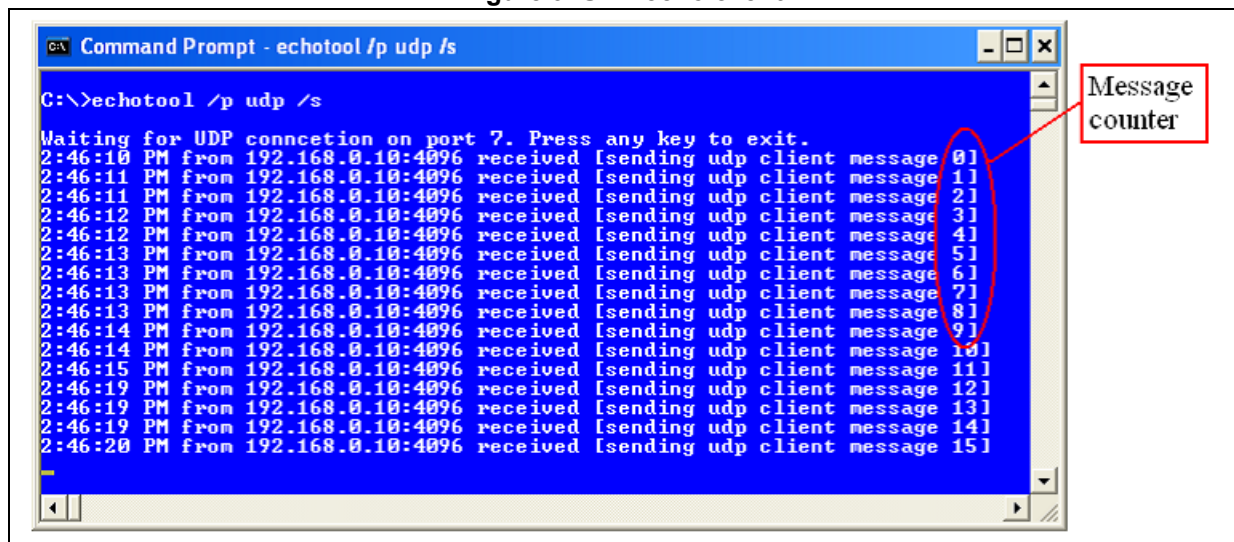 Command Prompt - echotool /p udp /s
C:\>echotool /p udp /s
Waiting for UDP conncetion on port 7. Press any key to exit.
2:46:10 PM from 192.168.0.10:4096 received [sending udp client message 0]
2:46:11 PM from 192.168.0.10:4096 received [sending udp client message 1]
2:46:11 PM from 192.168.0.10:4096 received [sending udp client message 2]
2:46:12 PM from 192.168.0.10:4096 received [sending udp client message 3]
2:46:12 PM from 192.168.0.10:4096 received [sending udp client message 4]
2:46:13 PM from 192.168.0.10:4096 received [sending udp client message 5]
2:46:13 PM from 192.168.0.10:4096 received [sending udp client message 6]
2:46:13 PM from 192.168.0.10:4096 received [sending udp client message 7]
2:46:13 PM from 192.168.0.10:4096 received [sending udp client message 8]
2:46:14 PM from 192.168.0.10:4096 received [sending udp client message 9]
2:46:14 PM from 192.168.0.10:4096 received [sending udp client message 10]
2:46:15 PM from 192.168.0.10:4096 received [sending udp client message 11]
2:46:19 PM from 192.168.0.10:4096 received [sending udp client message 12]
2:46:19 PM from 192.168.0.10:4096 received [sending udp client message 13]
2:46:19 PM from 192.168.0.10:4096 received [sending udp client message 14]
2:46:20 PM from 192.168.0.10:4096 received [sending udp client message 15]
Message
counter